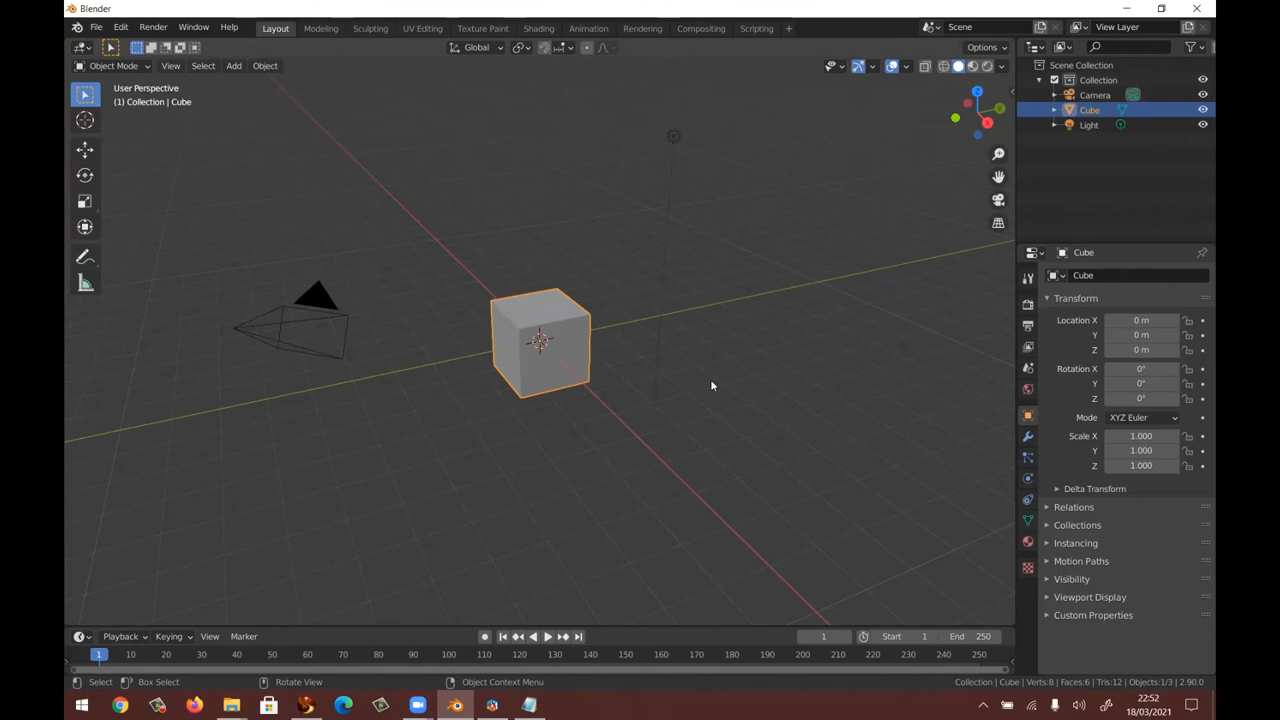 Blender
File Edit Render Window Help Layout Modeling Sculpting UV Editing Texture Paint Shading Animation Rendering Compositing Scripting + Scene View Layer
Global Options
Object Mode View Select Add Object
User Perspective
(1) Collection | Cube
Z
Y
X
Scene Collection
Collection
Camera
Cube
Light
Cube
Cube
Transform
Location X 0 m
Y 0 m
Z 0 m
Rotation X 0°
Y 0°
Z 0°
Mode XYZ Euler
Scale X 1.000
Y 1.000
Z 1.000
Delta Transform
Relations
Collections
Instancing
Motion Paths
Visibility
Viewport Display
Custom Properties
Playback Keying View Marker 1 Start 1 End 250
1 10 20 30 40 50 60 70 80 90 100 110 120 130 140 150 160 170 180 190 200 210 220 230 240 250
Select Box Select Rotate View Object Context Menu Collection | Cube | Verts:8 | Faces:6 | Tris:12 | Objects:1/3 | 2.90.0
22:52
18/03/2021